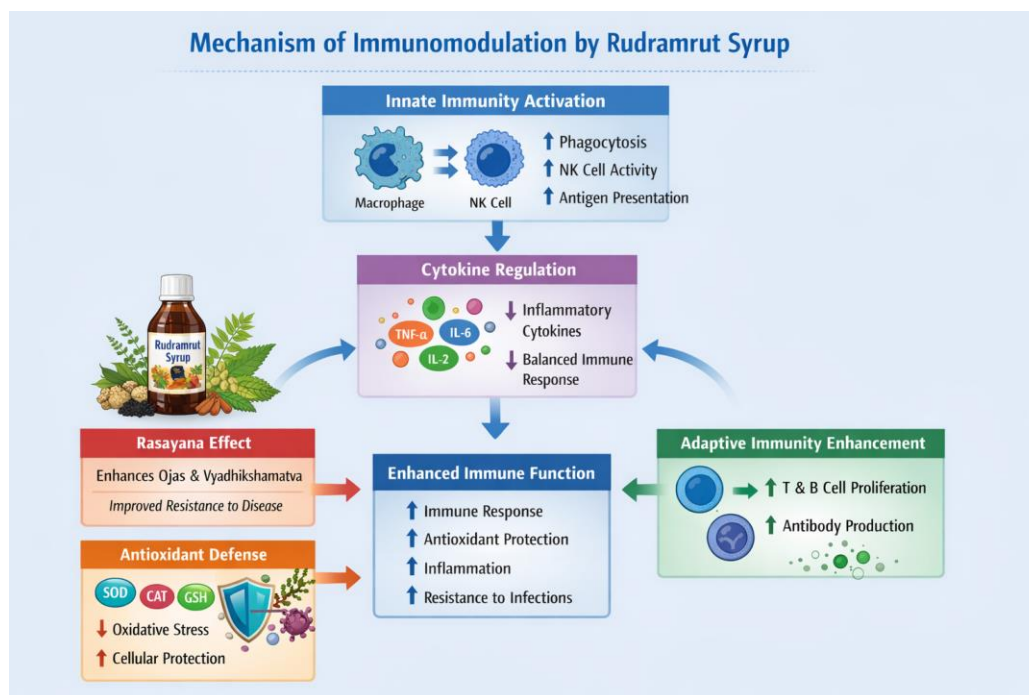 Mechanism of Immunomodulation by Rudramrut Syrup
Innate Immunity Activation
Macrophage
NK Cell
↑ Phagocytosis
↑ NK Cell Activity
↑ Antigen Presentation
Cytokine Regulation
TNF-α
IL-6
IL-2
↓ Inflammatory
Cytokines
↓ Balanced Immune
Response
Rudramrut
Syrup
Rasayana Effect
Enhances Ojas & Vyadhikshamatva
Improved Resistance to Disease
Antioxidant Defense
SOD
CAT
GSH
↓ Oxidative Stress
↑ Cellular Protection
Enhanced Immune Function
↑ Immune Response
↑ Antioxidant Protection
↑ Inflammation
↑ Resistance to Infections
Adaptive Immunity Enhancement
↑ T & B Cell Proliferation
↑ Antibody Production